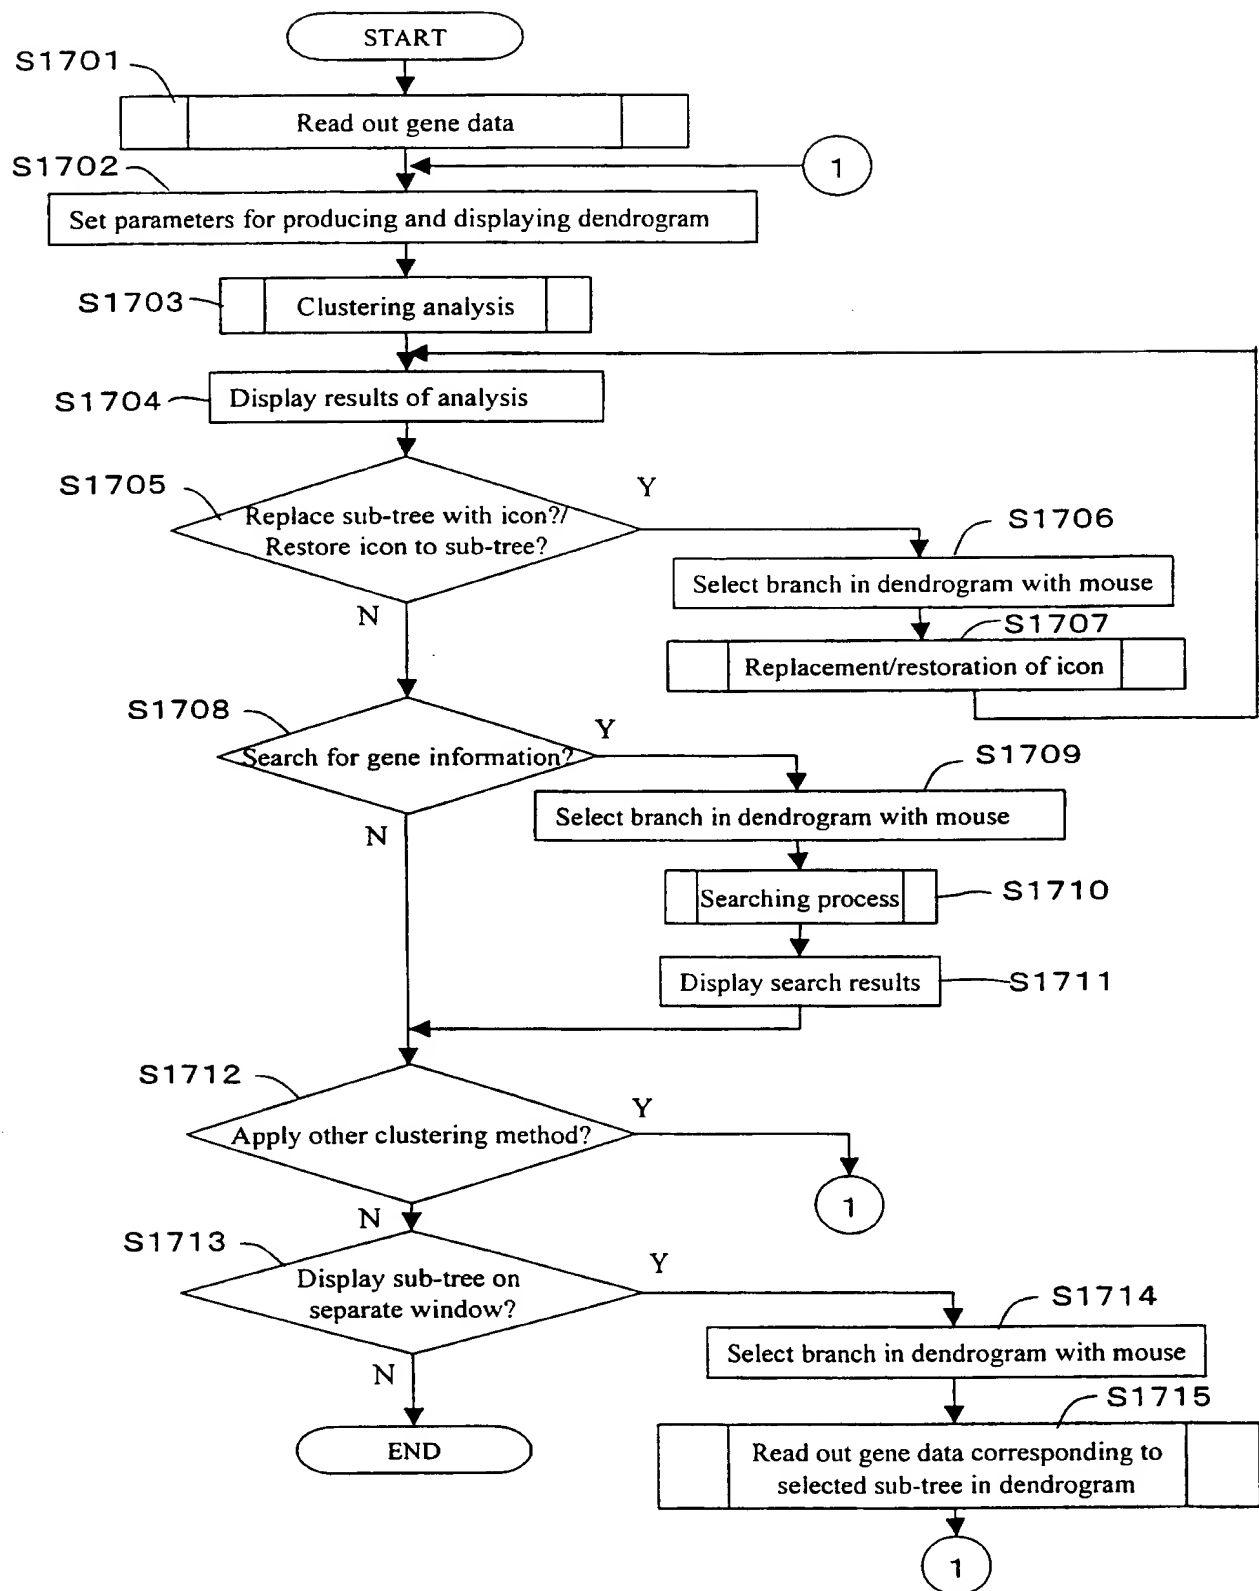 START
S1701
Read out gene data
S1702
1
Set parameters for producing and displaying dendrogram
S1703
Clustering analysis
S1704
Display results of analysis
S1705
Y
Replace sub-tree with icon?/
Restore icon to sub-tree?
S1706
Select branch in dendrogram with mouse
N
S1707
Replacement/restoration of icon
S1708
Y
Search for gene information?
S1709
Select branch in dendrogram with mouse
N
Searching process
S1710
Display search results
S1711
S1712
Y
Apply other clustering method?
1
N
S1713
Y
Display sub-tree on
separate window?
S1714
Select branch in dendrogram with mouse
N
S1715
END
Read out gene data corresponding to
selected sub-tree in dendrogram
1